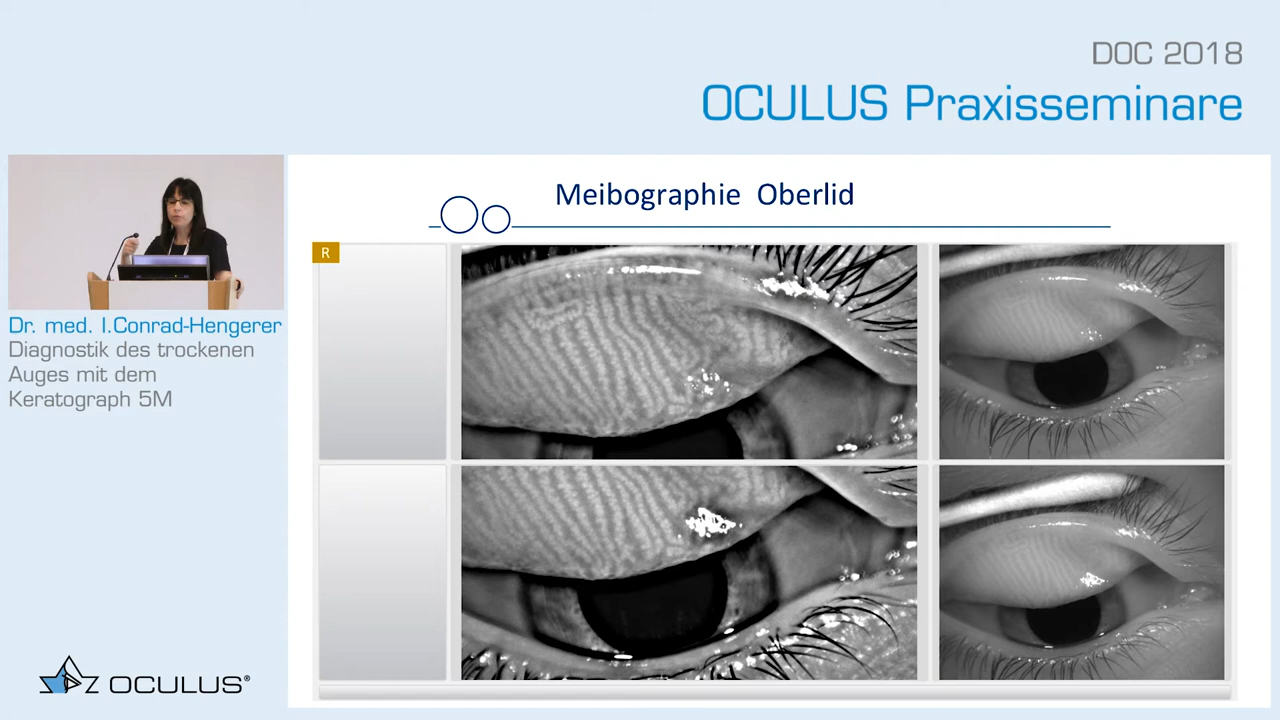 DOC 2018
OCULUS Praxisseminare
Meibographie Oberlid
R
Dr. med. I.Conrad-Hengerer
Diagnostik des trockenen
Auges mit dem
Keratograph 5M
OCULUS®